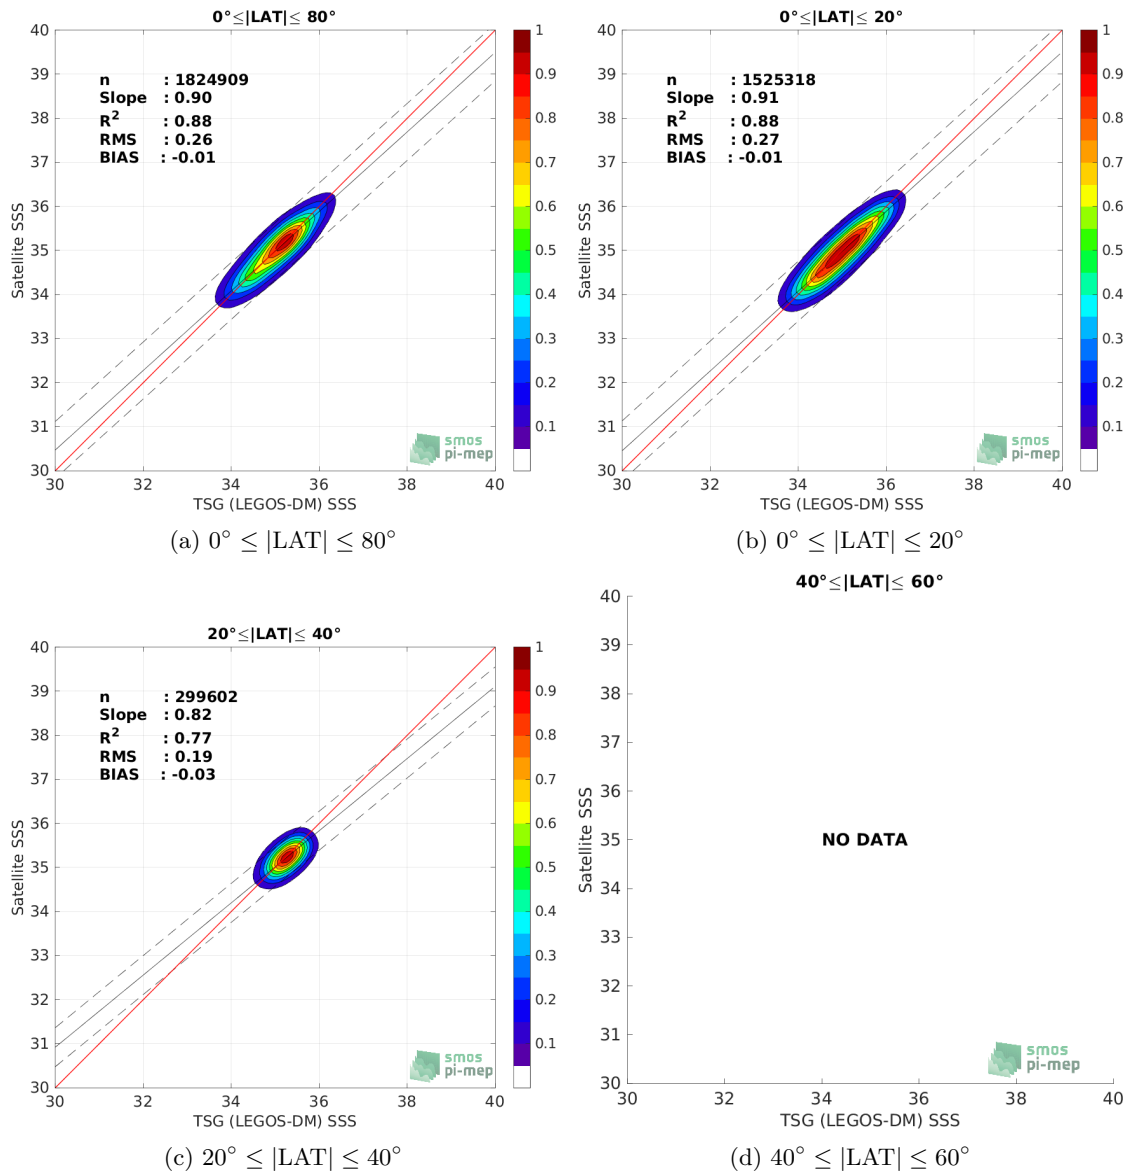 0°≤|LAT|≤ 80°
40
39
38
37
36
35
34
33
32
31
30
Satellite SSS
n : 1824909
Slope : 0.90
R² : 0.88
RMS : 0.26
BIAS : -0.01
smos
pi-mep
30 32 34 36 38 40
TSG (LEGOS-DM) SSS
1
0.9
0.8
0.7
0.6
0.5
0.4
0.3
0.2
0.1
(a) 0° ≤ |LAT| ≤ 80°
0°≤|LAT|≤ 20°
40
39
38
37
36
35
34
33
32
31
30
Satellite SSS
n : 1525318
Slope : 0.91
R² : 0.88
RMS : 0.27
BIAS : -0.01
smos
pi-mep
30 32 34 36 38 40
TSG (LEGOS-DM) SSS
1
0.9
0.8
0.7
0.6
0.5
0.4
0.3
0.2
0.1
(b) 0° ≤ |LAT| ≤ 20°
20°≤|LAT|≤ 40°
40
39
38
37
36
35
34
33
32
31
30
Satellite SSS
n : 299602
Slope : 0.82
R² : 0.77
RMS : 0.19
BIAS : -0.03
smos
pi-mep
30 32 34 36 38 40
TSG (LEGOS-DM) SSS
1
0.9
0.8
0.7
0.6
0.5
0.4
0.3
0.2
0.1
(c) 20° ≤ |LAT| ≤ 40°
40°≤|LAT|≤ 60°
40
39
38
37
36
35
34
33
32
31
30
Satellite SSS
NO DATA
smos
pi-mep
30 32 34 36 38 40
TSG (LEGOS-DM) SSS
(d) 40° ≤ |LAT| ≤ 60°